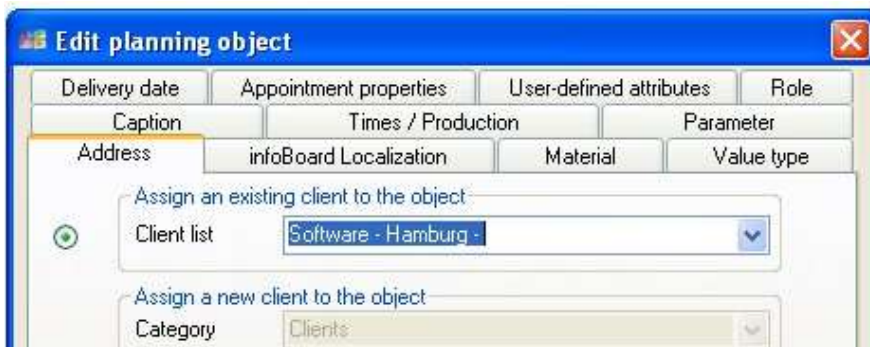 Edit planning object
Delivery date Appointment properties User-defined attributes Role
Caption Times / Production Parameter
Address infoBoard Localization Material Value type
Assign an existing client to the object
Client list Software - Hamburg -
Assign a new client to the object
Category Clients